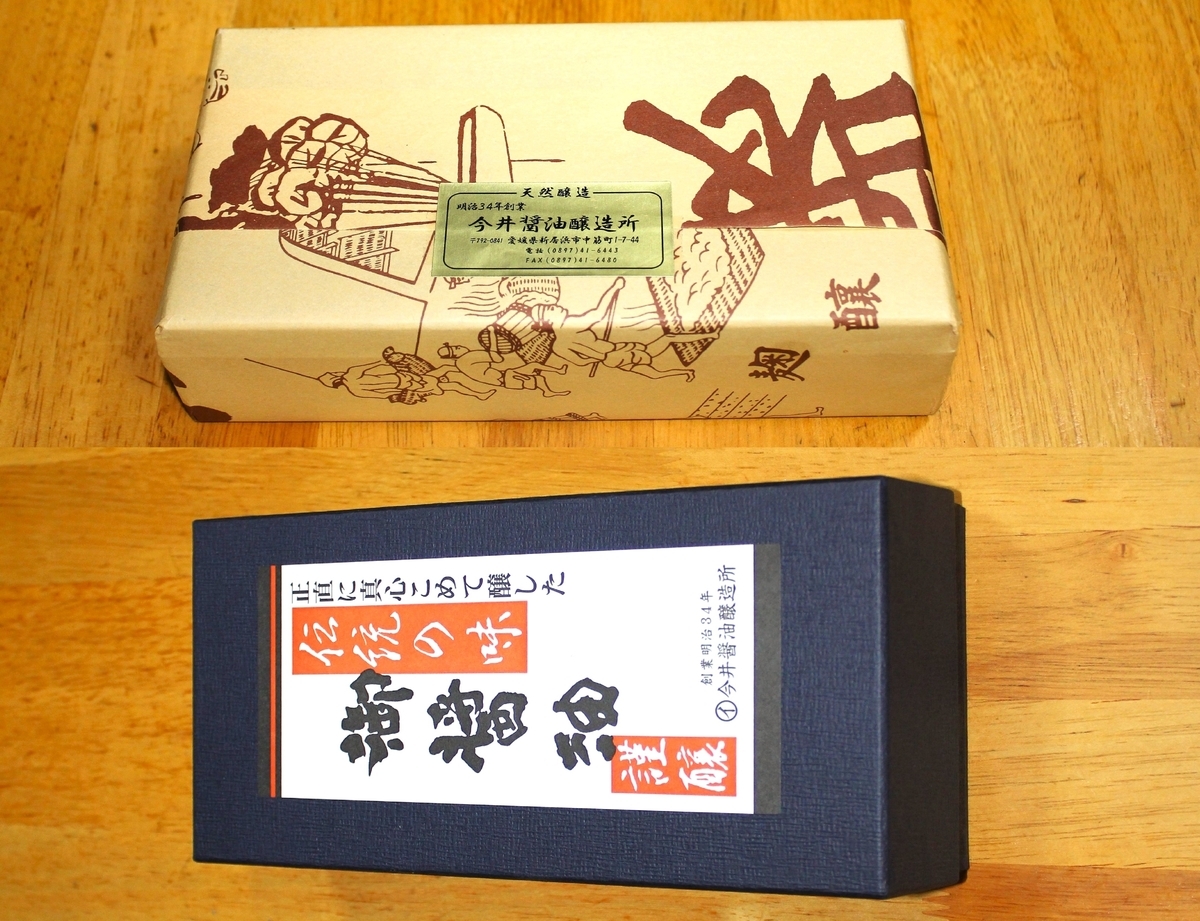 天然醸造
明治34年創業
今井醤油醸造所
〒792-0841 愛媛県新居浜市中筋町1-7-44
電話 (0897)41-6443
FAX (0897)41-6480
醸
麹
正直に真心こめて醸した
伝統の味
御醤油
謹醸
創業明治34年
イ 今井醤油醸造所